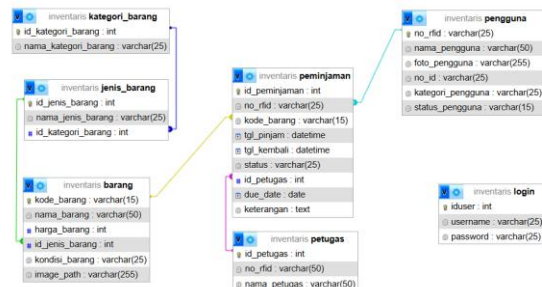 inventaris kategori_barang
id_kategori_barang : int
nama_kategori_barang : varchar(25)
inventaris jenis_barang
id_jenis_barang : int
nama_jenis_barang : varchar(25)
id_kategori_barang : int
inventaris barang
kode_barang : varchar(15)
nama_barang : varchar(50)
harga_barang : int
id_jenis_barang : int
kondisi_barang : varchar(25)
image_path : varchar(255)
inventaris peminjaman
id_peminjaman : int
no_rfid : varchar(25)
kode_barang : varchar(15)
tgl_pinjam : datetime
tgl_kembali : datetime
status : varchar(25)
id_petugas : int
due_date : date
keterangan : text
inventaris petugas
id_petugas : int
no_rfid : varchar(50)
nama_petugas : varchar(50)
inventaris pengguna
no_rfid : varchar(25)
nama_pengguna : varchar(50)
foto_pengguna : varchar(255)
no_id : varchar(25)
kategori_pengguna : varchar(25)
status_pengguna : varchar(15)
inventaris login
iduser : int
username : varchar(25)
password : varchar(25)